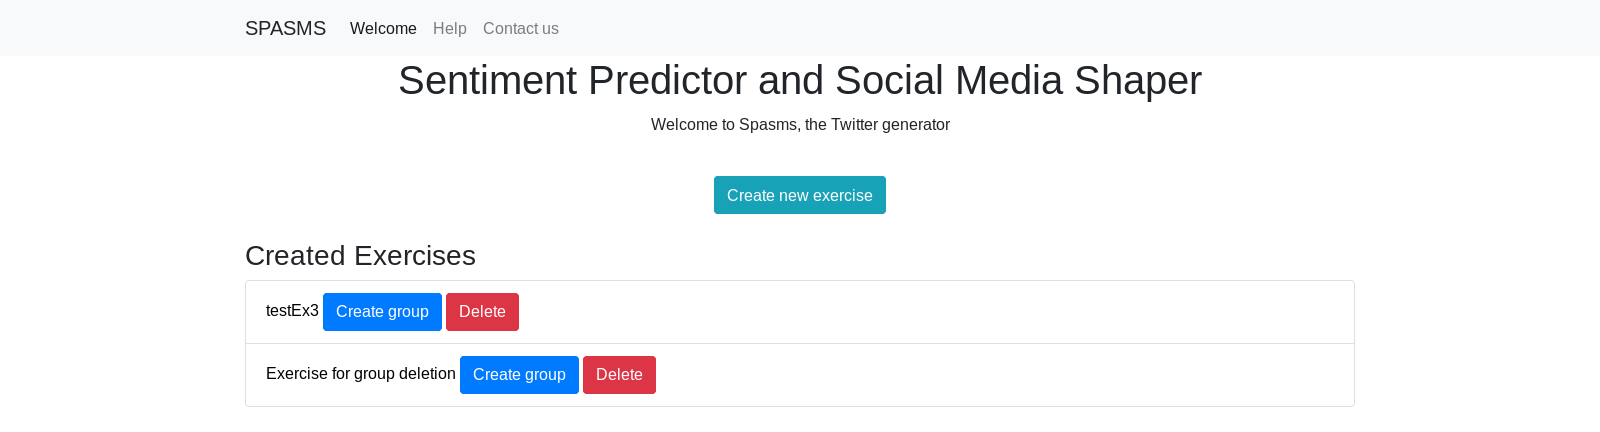 SPASMS Welcome Help Contact us
Sentiment Predictor and Social Media Shaper
Welcome to Spasms, the Twitter generator
Create new exercise
Created Exercises
testEx3 Create group Delete
Exercise for group deletion Create group Delete